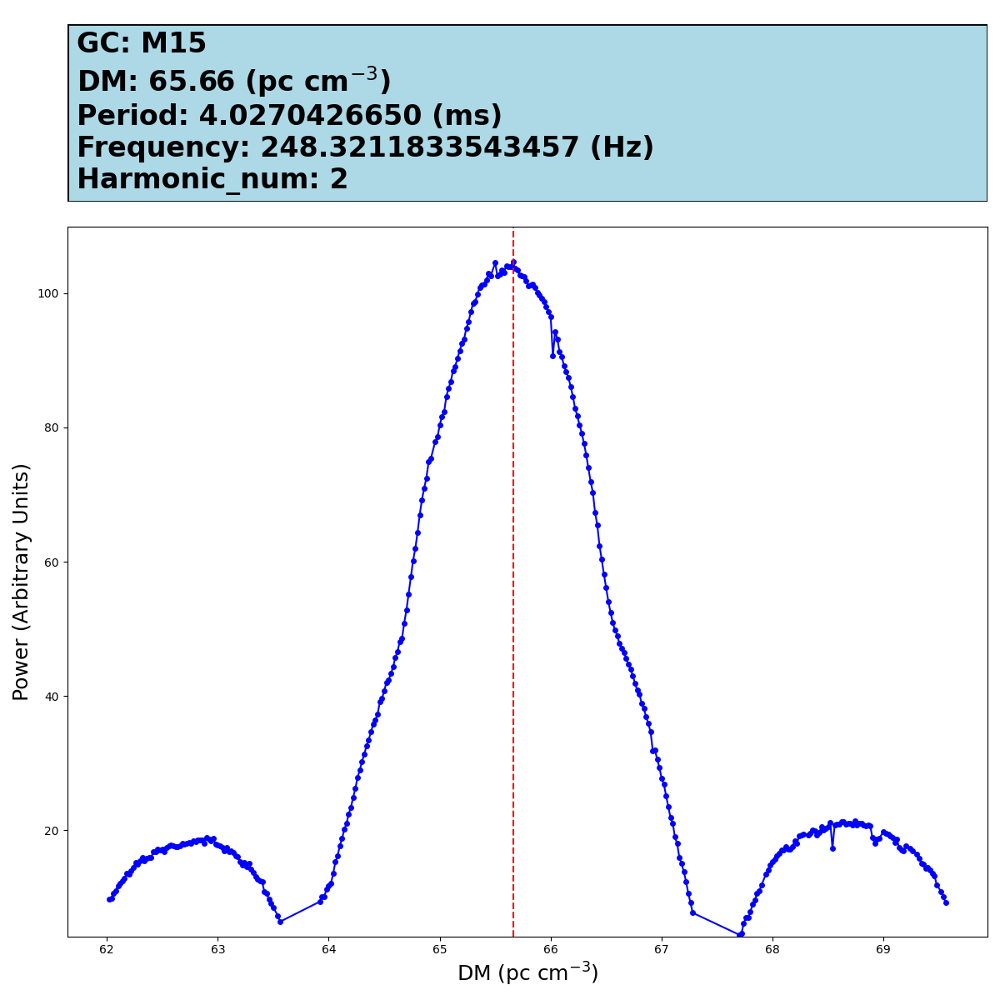 GC: M15
DM: 65.66 (pc cm⁻³)
Period: 4.0270426650 (ms)
Frequency: 248.3211833543457 (Hz)
Harmonic_num: 2
100
80
60
40
20
Power (Arbitrary Units)
62 63 64 65 66 67 68 69
DM (pc cm⁻³)